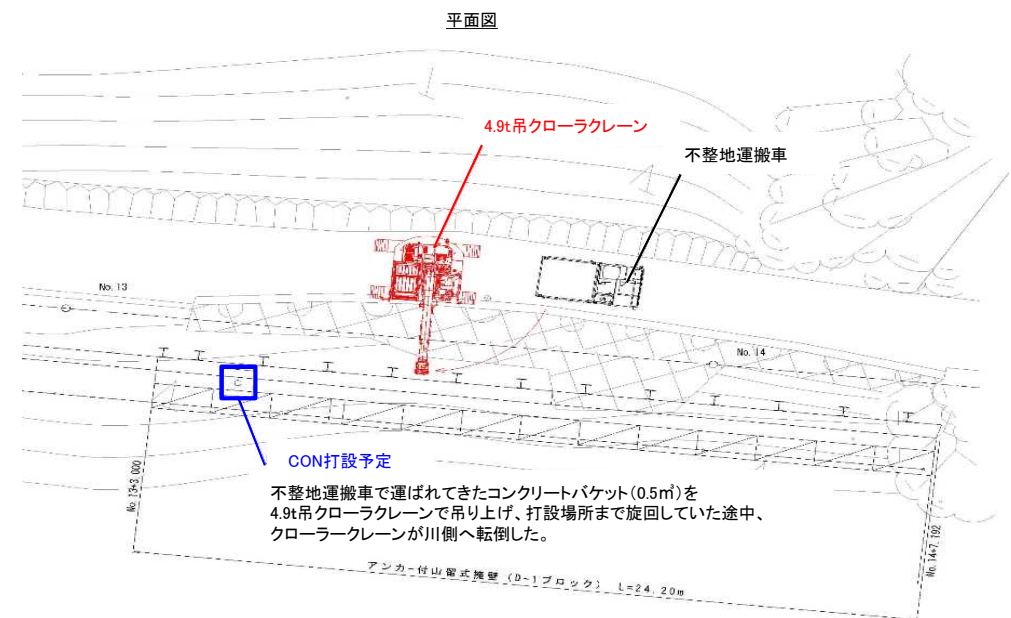 平面図
4.9t吊クローラクレーン
不整地運搬車
No. 13
No. 14
C
CON打設予定
不整地運搬車で運ばれてきたコンクリートバケット(0.5㎥)を
4.9t吊クローラクレーンで吊り上げ、打設場所まで旋回していた途中、
クローラークレーンが川側へ転倒した。
No. 13+3.000
No. 14+7.192
アンカー付山留式擁壁 (D-1ブロック) L=24.20m